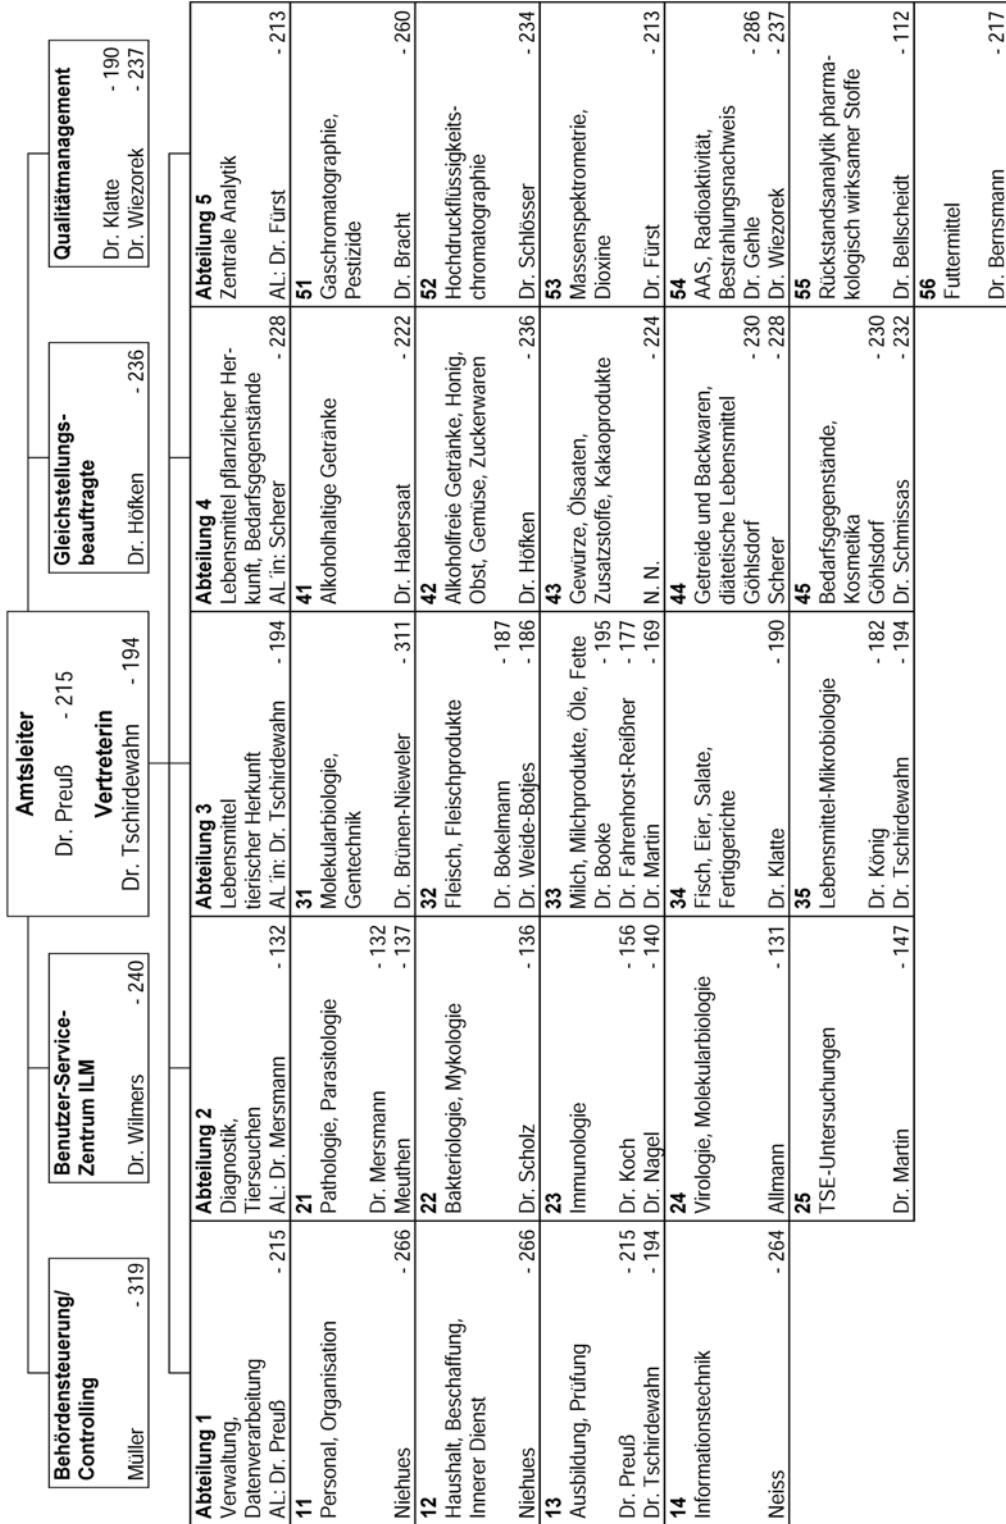 Amtsleiter
Dr. Preuß - 215
Vertreterin
Dr. Tschirdewahn - 194
Behördensteuerung/
Controlling
Müller - 319
Benutzer-Service-
Zentrum ILM
Dr. Wilmers - 240
Gleichstellungs-
beauftragte
Dr. Höfken - 236
Qualitätmanagement
Dr. Klatte - 190
Dr. Wiezorek - 237
Abteilung 1
Verwaltung,
Datenverarbeitung
AL: Dr. Preuß - 215
11
Personal, Organisation
Niehues - 266
12
Haushalt, Beschaffung,
Innerer Dienst
Niehues - 266
13
Ausbildung, Prüfung
Dr. Preuß - 215
Dr. Tschirdewahn - 194
14
Informationstechnik
Neiss - 264
Abteilung 2
Diagnostik,
Tierseuchen
AL: Dr. Mersmann - 132
21
Pathologie, Parasitologie
Dr. Mersmann - 132
Meuthen - 137
22
Bakteriologie, Mykologie
Dr. Scholz - 136
23
Immunologie
Dr. Koch - 156
Dr. Nagel - 140
24
Virologie, Molekularbiologie
Allmann - 131
25
TSE-Untersuchungen
Dr. Martin - 147
Abteilung 3
Lebensmittel
tierischer Herkunft
AL´in: Dr. Tschirdewahn - 194
31
Molekularbiologie,
Gentechnik
Dr. Brünen-Nieweler - 311
32
Fleisch, Fleischprodukte
Dr. Bokelmann - 187
Dr. Weide-Botjes - 186
33
Milch, Milchprodukte, Öle, Fette
Dr. Booke - 195
Dr. Fahrenhorst-Reißner - 177
Dr. Martin - 169
34
Fisch, Eier, Salate,
Fertiggerichte
Dr. Klatte - 190
35
Lebensmittel-Mikrobiologie
Dr. König - 182
Dr. Tschirdewahn - 194
Abteilung 4
Lebensmittel pflanzlicher Her-
kunft, Bedarfsgegenstände
AL´in: Scherer - 228
41
Alkoholhaltige Getränke
Dr. Habersaat - 222
42
Alkoholfreie Getränke, Honig,
Obst, Gemüse, Zuckerwaren
Dr. Höfken - 236
43
Gewürze, Ölsaaten,
Zusatzstoffe, Kakaoprodukte
N. N. - 224
44
Getreide und Backwaren,
diätetische Lebensmittel
Göhlsdorf - 230
Scherer - 228
45
Bedarfsgegenstände,
Kosmetika
Göhlsdorf - 230
Dr. Schmissas - 232
Abteilung 5
Zentrale Analytik
AL: Dr. Fürst - 213
51
Gaschromatographie,
Pestizide
Dr. Bracht - 260
52
Hochdruckflüssigkeits-
chromatographie
Dr. Schlösser - 234
53
Massenspektrometrie,
Dioxine
Dr. Fürst - 213
54
AAS, Radioaktivität,
Bestrahlungsnachweis
Dr. Gehle - 286
Dr. Wiezorek - 237
55
Rückstandsanalytik pharma-
kologisch wirksamer Stoffe
Dr. Bellscheidt - 112
56
Futtermittel
Dr. Bernsmann - 217